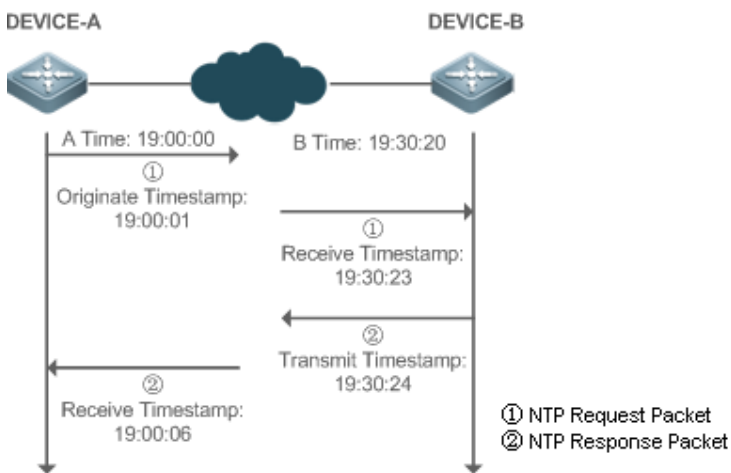 DEVICE-A
DEVICE-B
A Time: 19:00:00
B Time: 19:30:20
①
Originate Timestamp:
19:00:01
①
Receive Timestamp:
19:30:23
②
Transmit Timestamp:
19:30:24
②
Receive Timestamp:
19:00:06
① NTP Request Packet
② NTP Response Packet